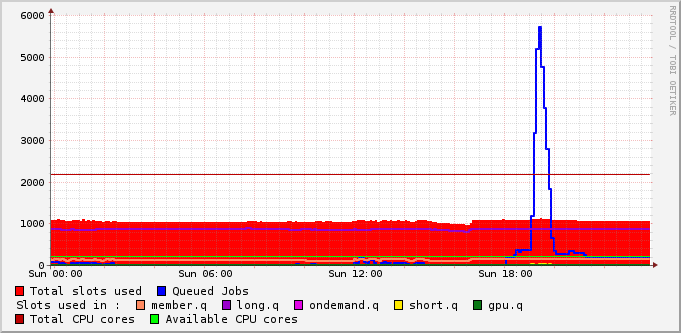 6000
5000
4000
3000
2000
1000
0
Sun 00:00 Sun 06:00 Sun 12:00 Sun 18:00
Total slots used Queued Jobs
Slots used in : member.q long.q ondemand.q short.q gpu.q
Total CPU cores Available CPU cores
RRDTOOL / TOBI OETIKER